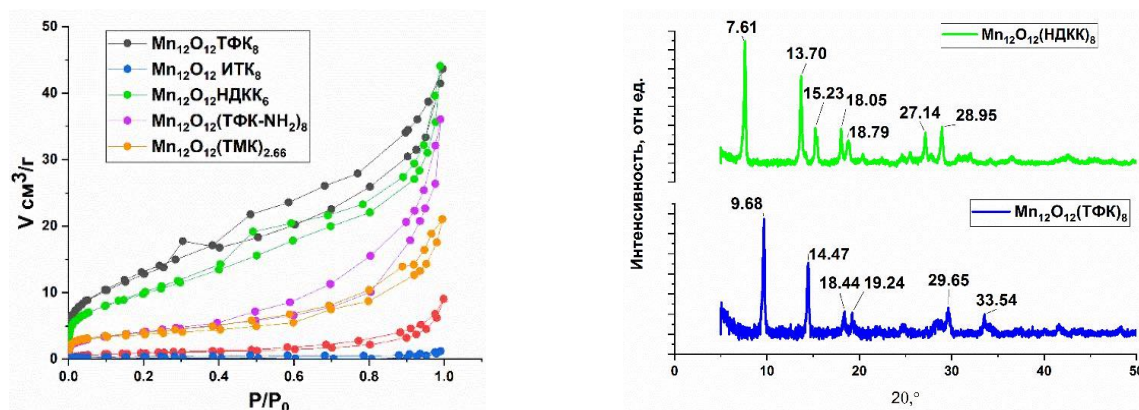 V см³/г
50
40
30
20
10
0
Mn₁₂O₁₂ТФК₈
Mn₁₂O₁₂ ИТК₈
Mn₁₂O₁₂НДКК₆
Mn₁₂O₁₂(ТФК-NH₂)₈
Mn₁₂O₁₂(ТМК)₂.₆₆
0.0 0.2 0.4 0.6 0.8 1.0
P/P₀
Интенсивность, отн ед.
Mn₁₂O₁₂(НДКК)₈
7.61
13.70
15.23
18.05
18.79
27.14
28.95
Mn₁₂O₁₂(ТФК)₈
9.68
14.47
18.44
19.24
29.65
33.54
0 10 20 30 40 50
2θ,°